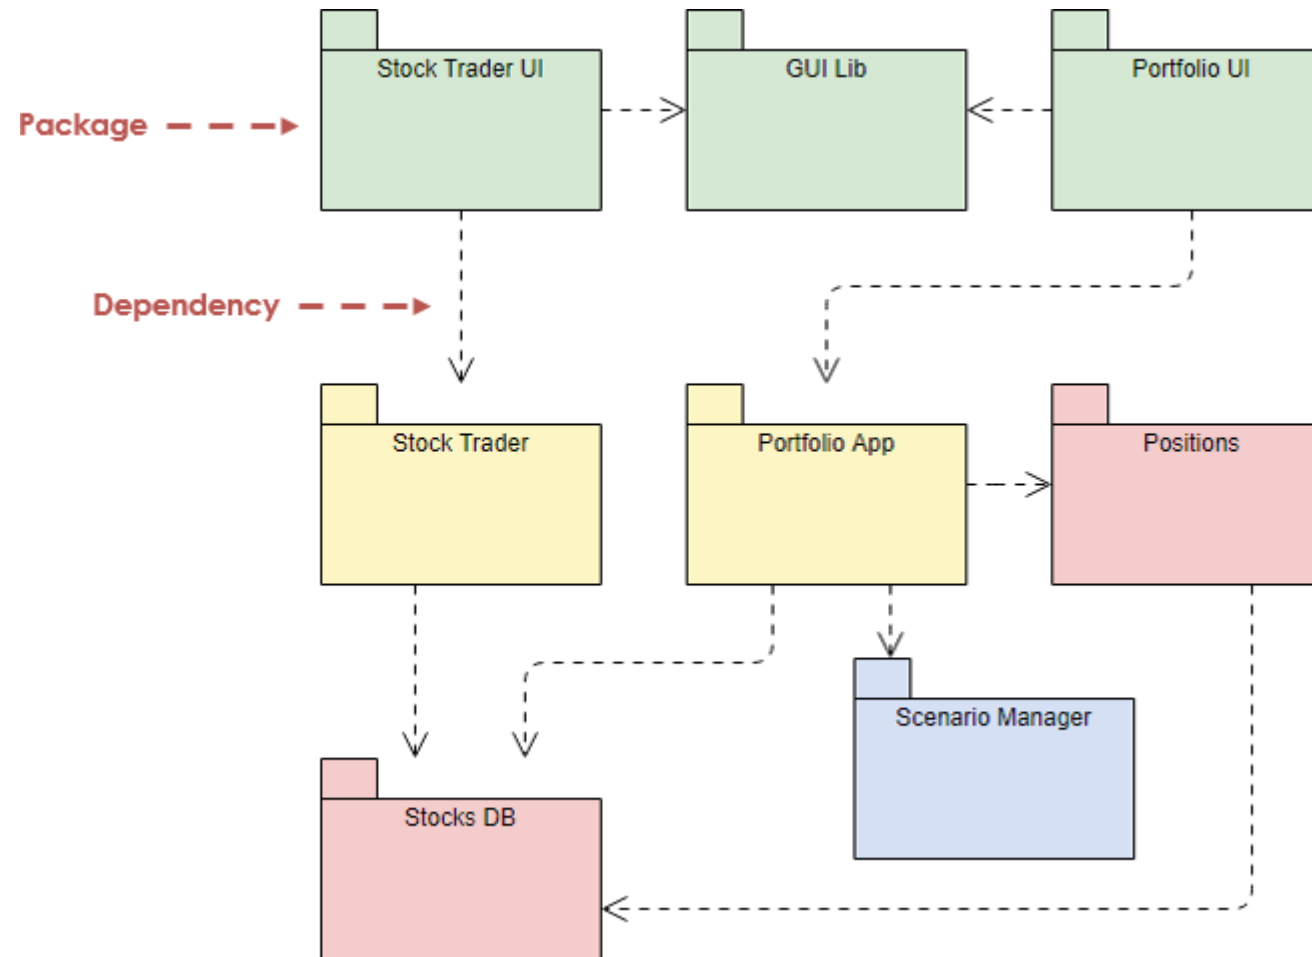 Stock Trader UI
GUI Lib
Portfolio UI
Package
Dependency
Stock Trader
Portfolio App
Positions
Scenario Manager
Stocks DB